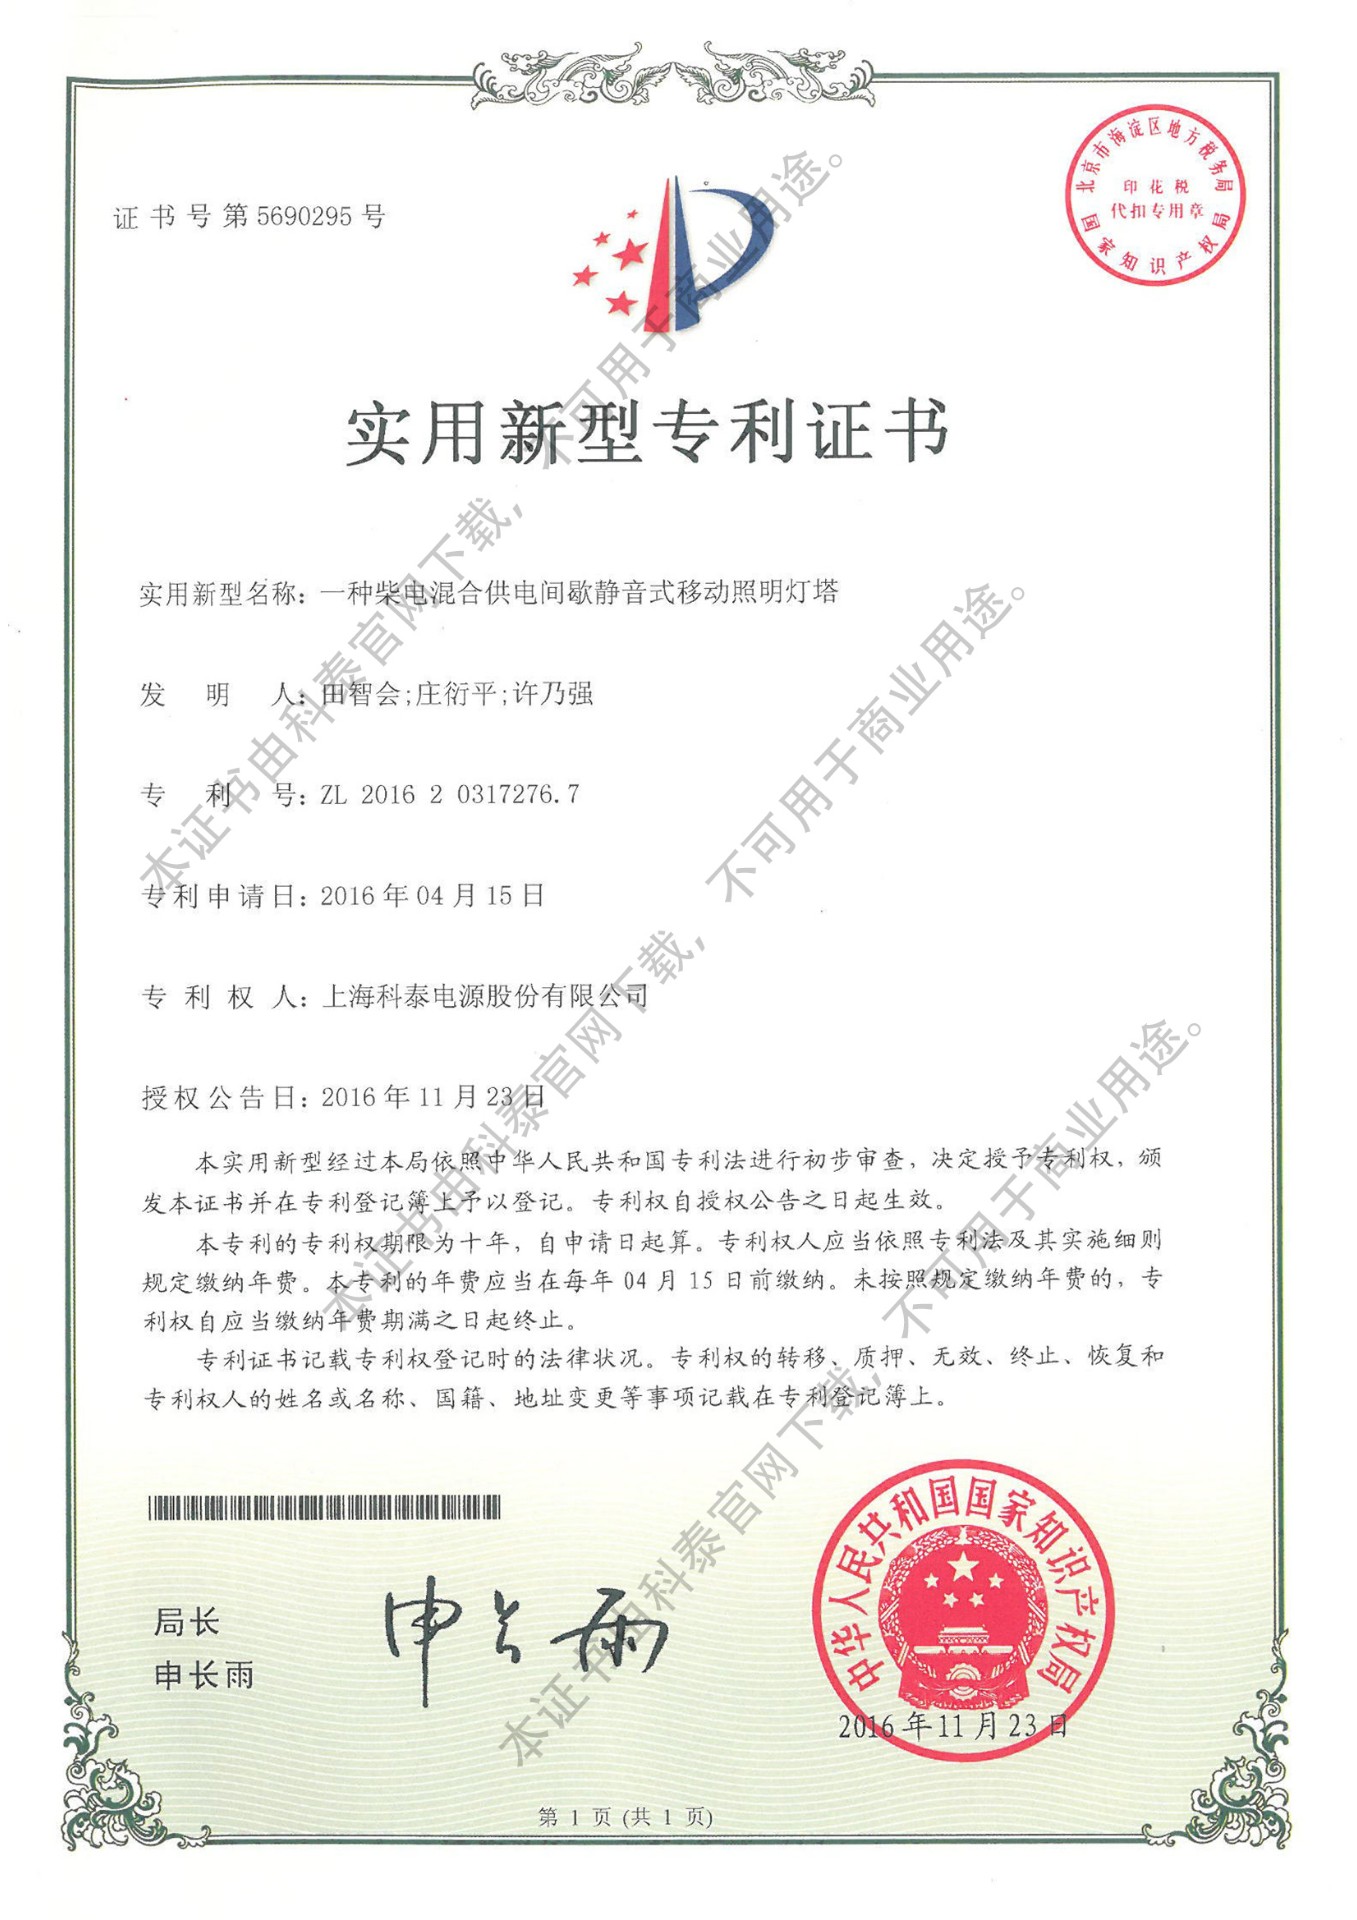 证书号第5690295号
北京市海淀区地方税务局
印花税
代扣专用章
国家知识产权局
实用新型专利证书
实用新型名称：一种柴电混合供电间歇静音式移动照明灯塔
发明人：田智会;庄衍平;许乃强
专利号：ZL 2016 2 0317276.7
专利申请日：2016年04月15日
专利权人：上海科泰电源股份有限公司
授权公告日：2016年11月23日
本实用新型经过本局依照中华人民共和国专利法进行初步审查，决定授予专利权，颁
发本证书并在专利登记簿上予以登记。专利权自授权公告之日起生效。
本专利的专利权期限为十年，自申请日起算。专利权人应当依照专利法及其实施细则
规定缴纳年费。本专利的年费应当在每年04月15日前缴纳。未按照规定缴纳年费的，专
利权自应当缴纳年费期满之日起终止。
专利证书记载专利权登记时的法律状况。专利权的转移、质押、无效、终止、恢复和
专利权人的姓名或名称、国籍、地址变更等事项记载在专利登记簿上。
局长
申长雨
申长雨
中华人民共和国国家知识产权局
2016年11月23日
第1页(共1页)
本证书由科泰官网下载，不可用于商业用途。
本证书由科泰官网下载，不可用于商业用途。
本证书由科泰官网下载，不可用于商业用途。